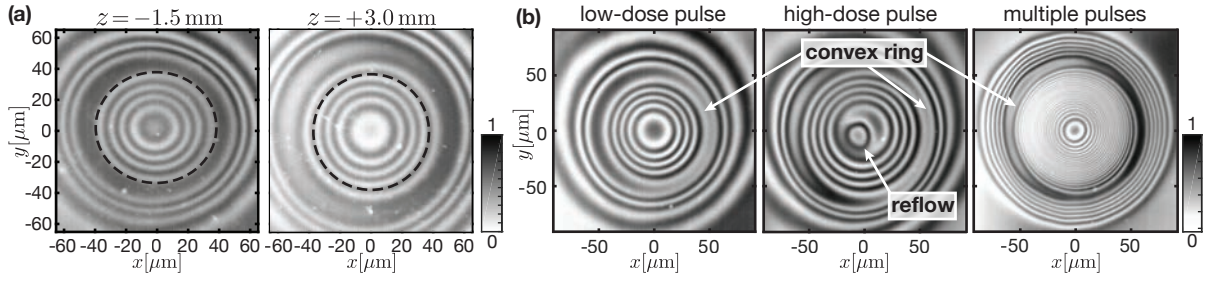 (a)
z = −1.5 mm
z = +3.0 mm
y[μm]
60
40
20
0
-20
-40
-60
-60 -40 -20 0 20 40 60
x[μm]
-60 -40 -20 0 20 40 60
x[μm]
1
0
(b)
low-dose pulse
high-dose pulse
multiple pulses
convex ring
reflow
y[μm]
50
0
-50
-50 0 50
x[μm]
-50 0 50
x[μm]
-50 0 50
x[μm]
1
0